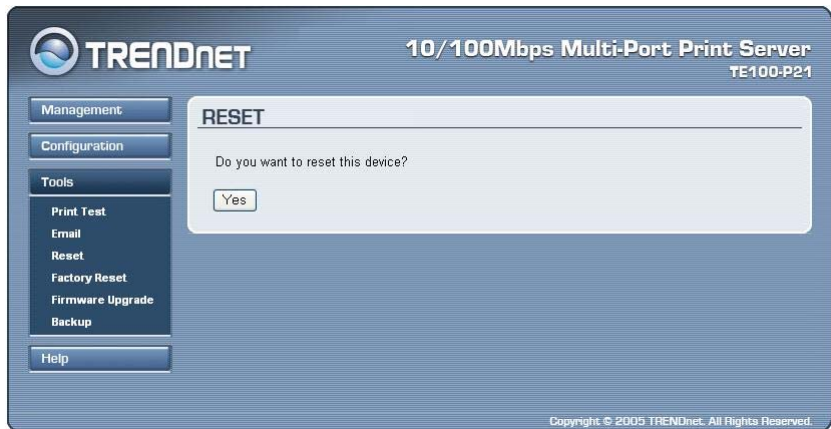 TRENDNET
10/100Mbps Multi-Port Print Server
TE100-P21
Management
Configuration
Tools
Print Test
Email
Reset
Factory Reset
Firmware Upgrade
Backup
Help
RESET
Do you want to reset this device?
Yes
Copyright © 2005 TRENDnet. All Rights Reserved.